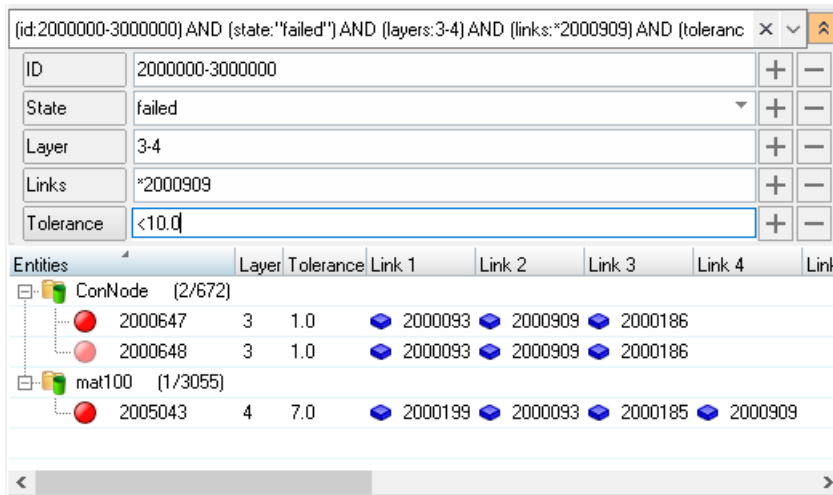 (id:2000000-3000000) AND (state:"failed") AND (layers:3-4) AND (links:*2000909) AND (toleranc
ID 2000000-3000000
State failed
Layer 3-4
Links *2000909
Tolerance <10.0
Entities Layer Tolerance Link 1 Link 2 Link 3 Link 4 Link
ConNode (2/672)
2000647 3 1.0 2000093 2000909 2000186
2000648 3 1.0 2000093 2000909 2000186
mat100 (1/3055)
2005043 4 7.0 2000199 2000093 2000185 2000909